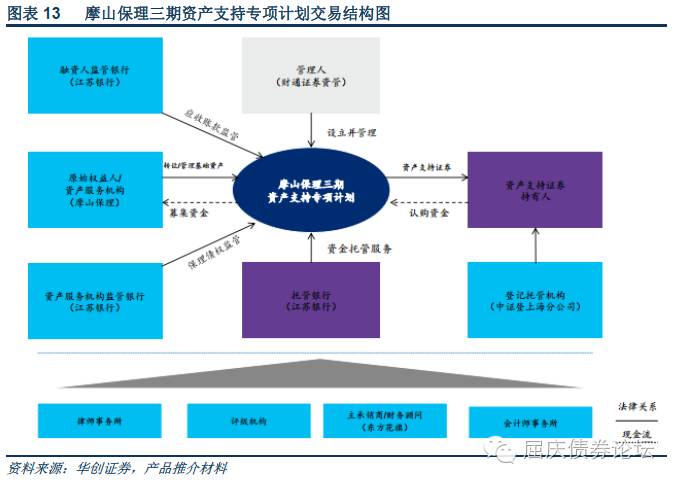 图表 13 摩山保理三期资产支持专项计划交易结构图
融资人监管银行
（江苏银行）
管理人
（财通证券资管）
应收账款监管
设立并管理
原始权益人/
资产服务机构
（摩山保理）
转让/管理基础资产
募集资金
摩山保理三期
资产支持专项计划
资产支持证券
认购资金
资产支持证券
持有人
保理债权监管
资金托管服务
资产服务机构监管银行
（江苏银行）
托管银行
（江苏银行）
登记托管机构
（中证登上海分公司）
律师事务所
评级机构
主承销商/财务顾问
（东方花旗）
会计师事务所
法律关系
现金流
屈庆债券论坛
资料来源：华创证券，产品推介材料